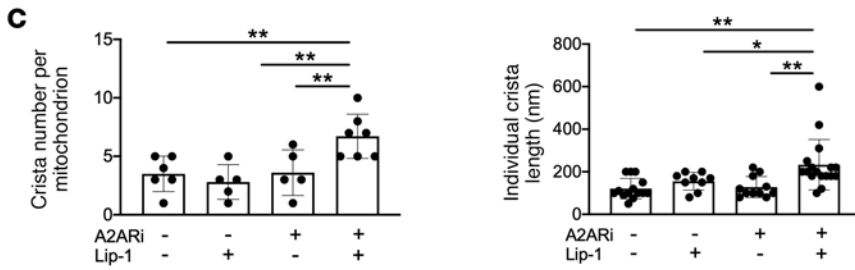 c
**
**
**
Crista number per
mitochondrion
15
10
5
0
A2ARi - - + +
Lip-1 - + - +
**
*
**
Individual crista
length (nm)
800
600
400
200
0
A2ARi - - + +
Lip-1 - + - +